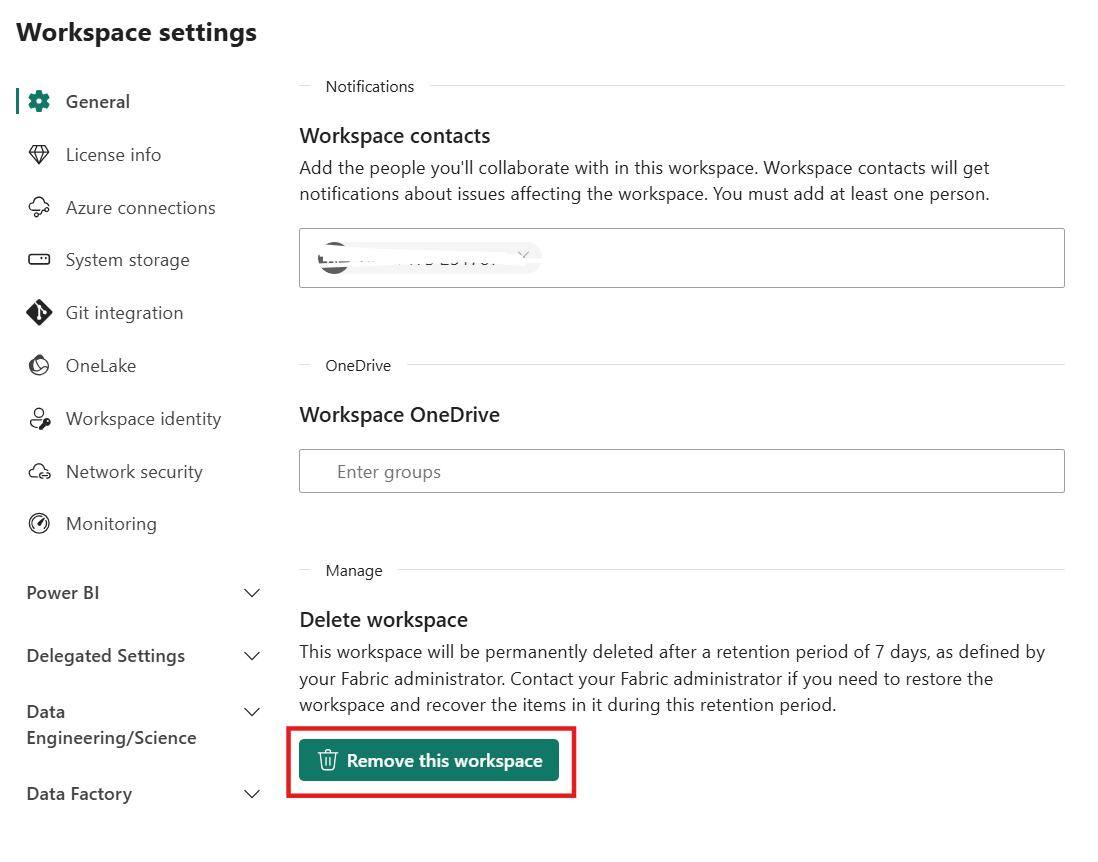 Workspace settings
General
License info
Azure connections
System storage
Git integration
OneLake
Workspace identity
Network security
Monitoring
Power BI
Delegated Settings
Data
Engineering/Science
Data Factory
Notifications
Workspace contacts
Add the people you'll collaborate with in this workspace. Workspace contacts will get
notifications about issues affecting the workspace. You must add at least one person.
OneDrive
Workspace OneDrive
Enter groups
Manage
Delete workspace
This workspace will be permanently deleted after a retention period of 7 days, as defined by
your Fabric administrator. Contact your Fabric administrator if you need to restore the
workspace and recover the items in it during this retention period.
Remove this workspace